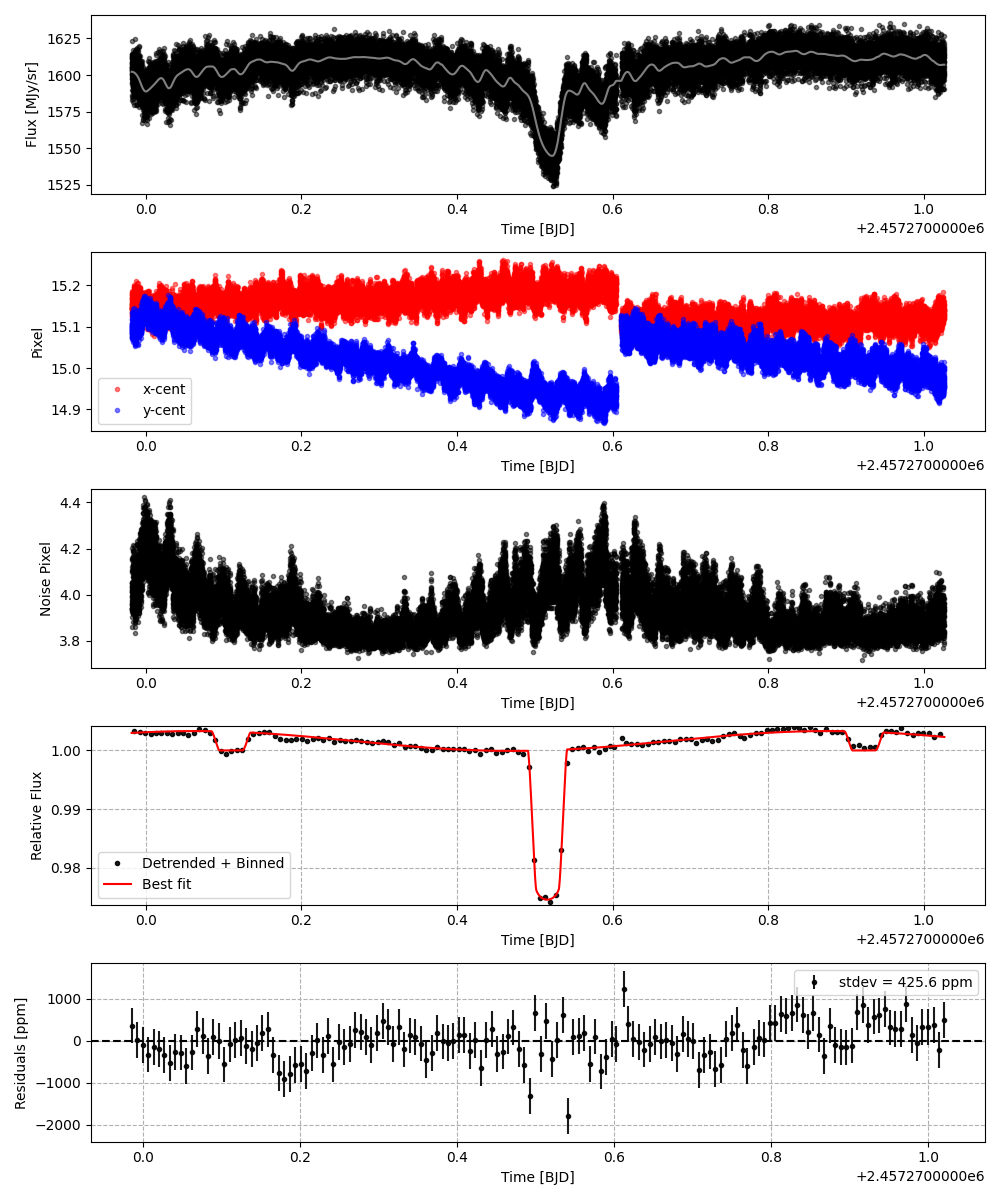 1625
1600
1575
1550
1525
Flux [MJy/sr]
0.0 0.2 0.4 0.6 0.8 1.0
Time [BJD]
+2.4572700000e6
15.2
15.1
15.0
14.9
Pixel
x-cent
y-cent
0.0 0.2 0.4 0.6 0.8 1.0
Time [BJD]
+2.4572700000e6
4.4
4.2
4.0
3.8
Noise Pixel
0.0 0.2 0.4 0.6 0.8 1.0
Time [BJD]
+2.4572700000e6
1.00
0.99
0.98
Relative Flux
Detrended + Binned
Best fit
0.0 0.2 0.4 0.6 0.8 1.0
Time [BJD]
+2.4572700000e6
1000
0
−1000
−2000
Residuals [ppm]
stdev = 425.6 ppm
0.0 0.2 0.4 0.6 0.8 1.0
Time [BJD]
+2.4572700000e6